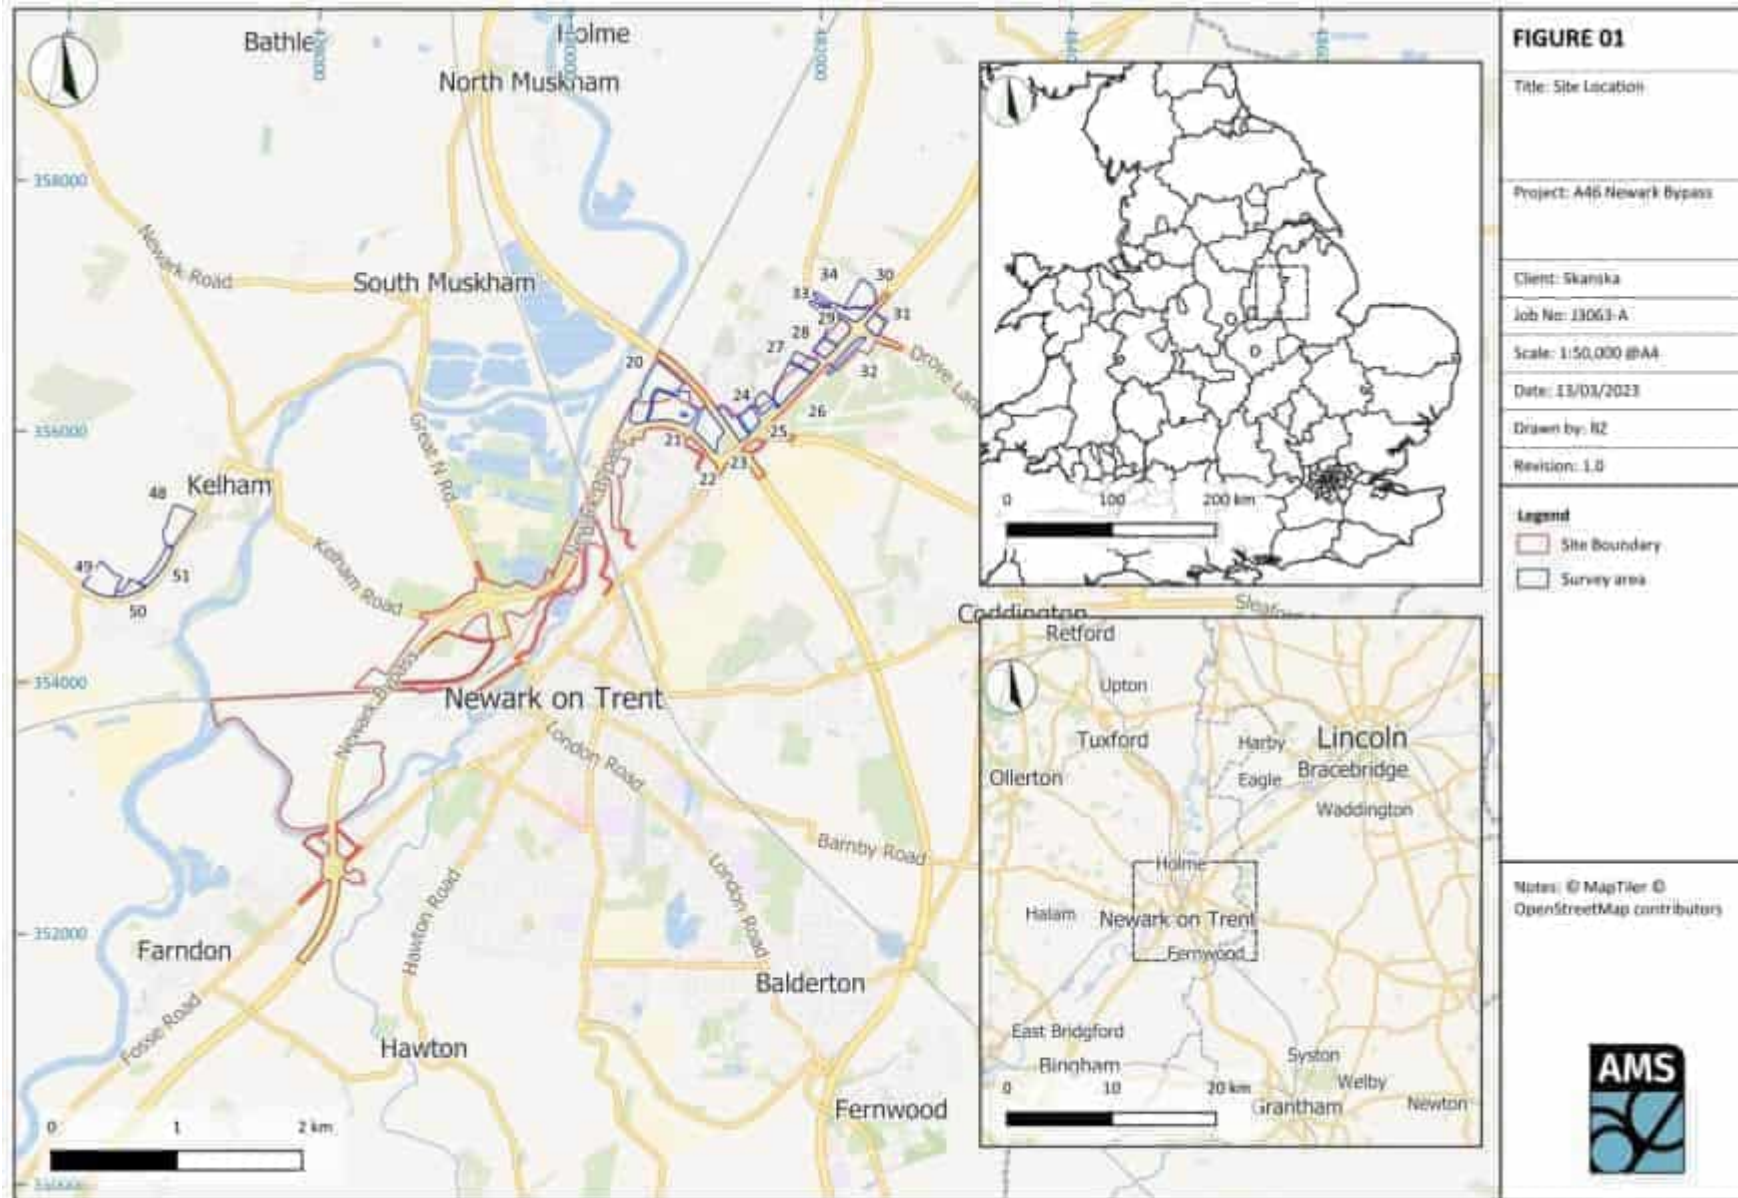 Bathle
Holme
North Muskham
358000
Newark Road
South Muskham
34
30
33
29
31
28
27
20
32
Drove Lan
24
26
356000
Great N Rd
21
25
23
22
Kelham
48
49
51
50
Kelham Road
Newark Bypass
354000
Newark on Trent
London Road
Barnby Road
London Road
Hawton Road
352000
Farndon
Balderton
Fosse Road
Hawton
Fernwood
0 1 2 km
Coddington
0 100 200 km
Retford
Upton
Tuxford
Harby
Lincoln
Ollerton
Eagle
Bracebridge
Waddington
Holme
Halam
Newark on Trent
Fernwood
East Bridgford
Bingham
Syston
Welby
0 10 20 km
Grantham
Newton
FIGURE 01
Title: Site Location
Project: A46 Newark Bypass
Client: Skanska
Job No: J3063-A
Scale: 1:50,000 @A4
Date: 13/03/2023
Drawn by: RZ
Revision: 1.0
Legend
Site Boundary
Survey area
Notes: © MapTiler ©
OpenStreetMap contributors
AMS